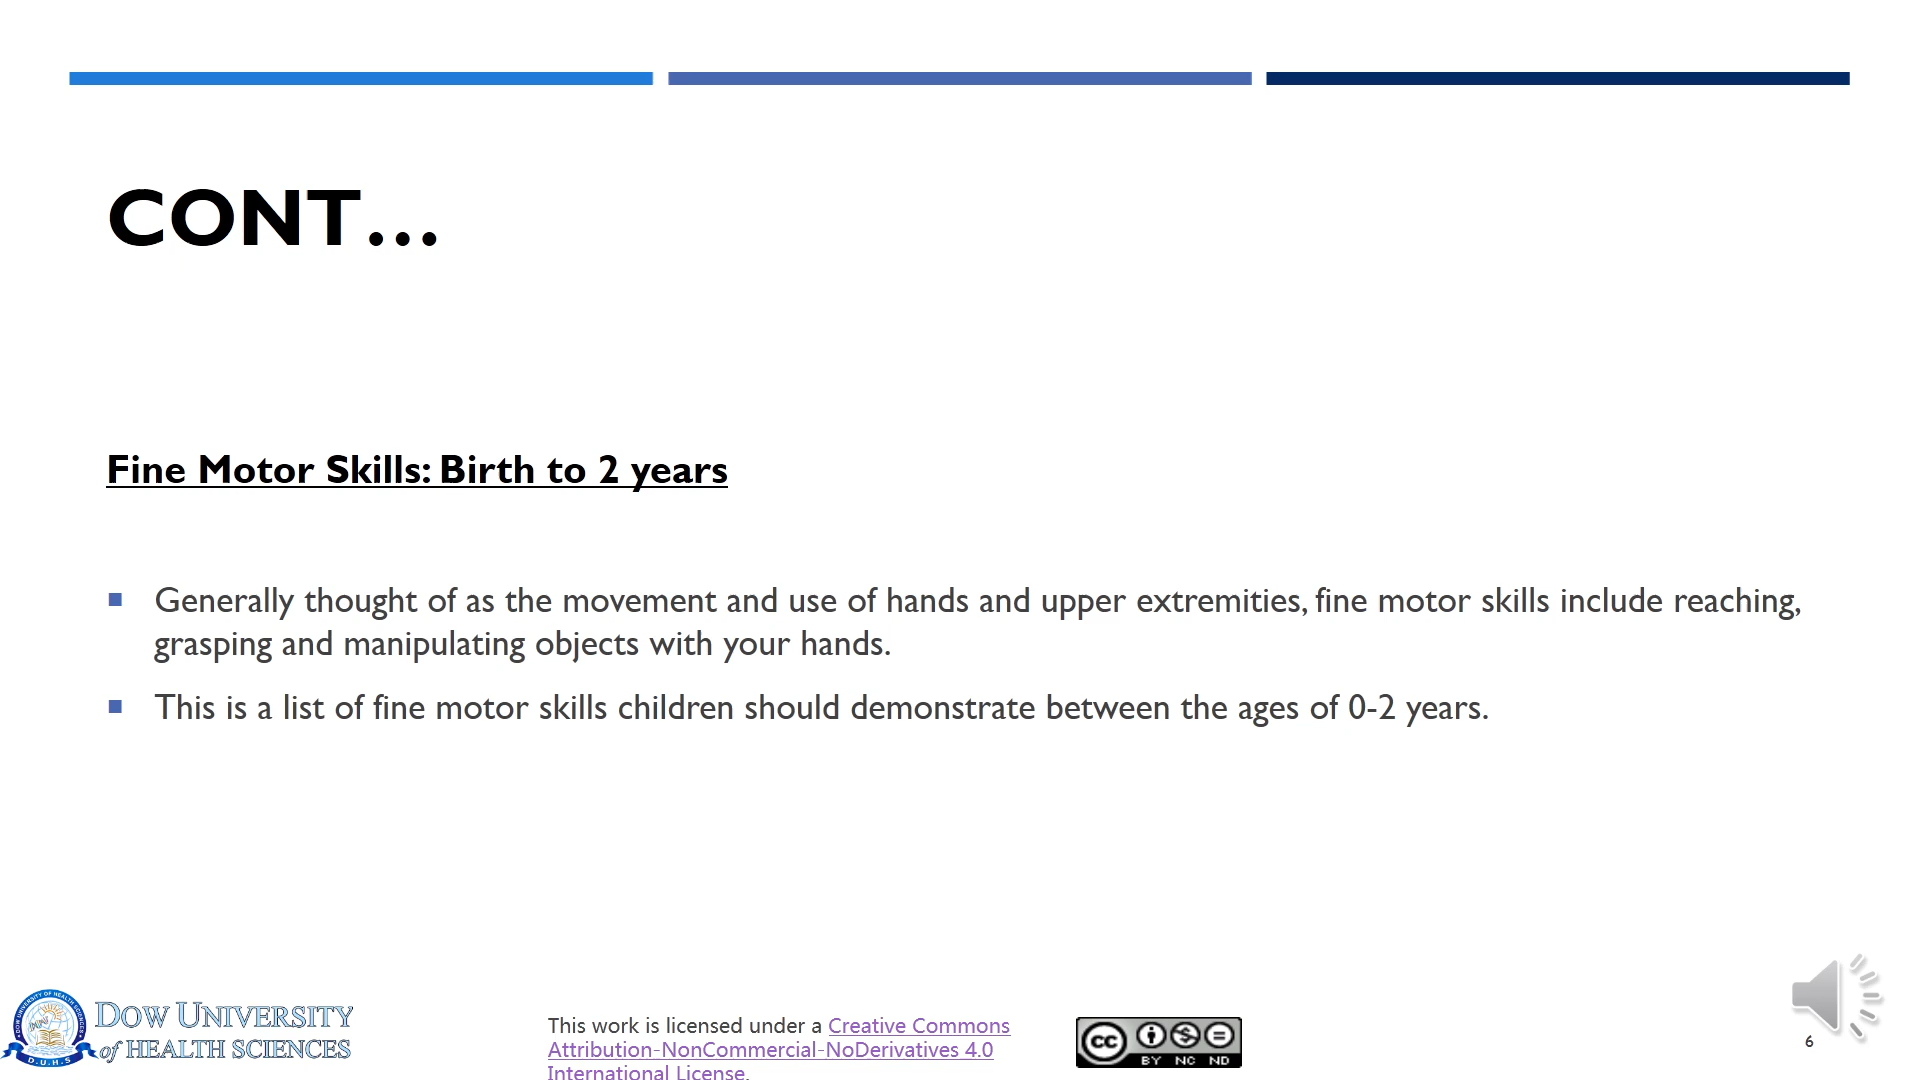 CONT…
Fine Motor Skills: Birth to 2 years
Generally thought of as the movement and use of hands and upper extremities, fine motor skills include reaching,
grasping and manipulating objects with your hands.
This is a list of fine motor skills children should demonstrate between the ages of 0-2 years.
DOW UNIVERSITY
of HEALTH SCIENCES
D.U.H.S
This work is licensed under a Creative Commons
Attribution-NonCommercial-NoDerivatives 4.0
International License.
cc
BY NC ND
6